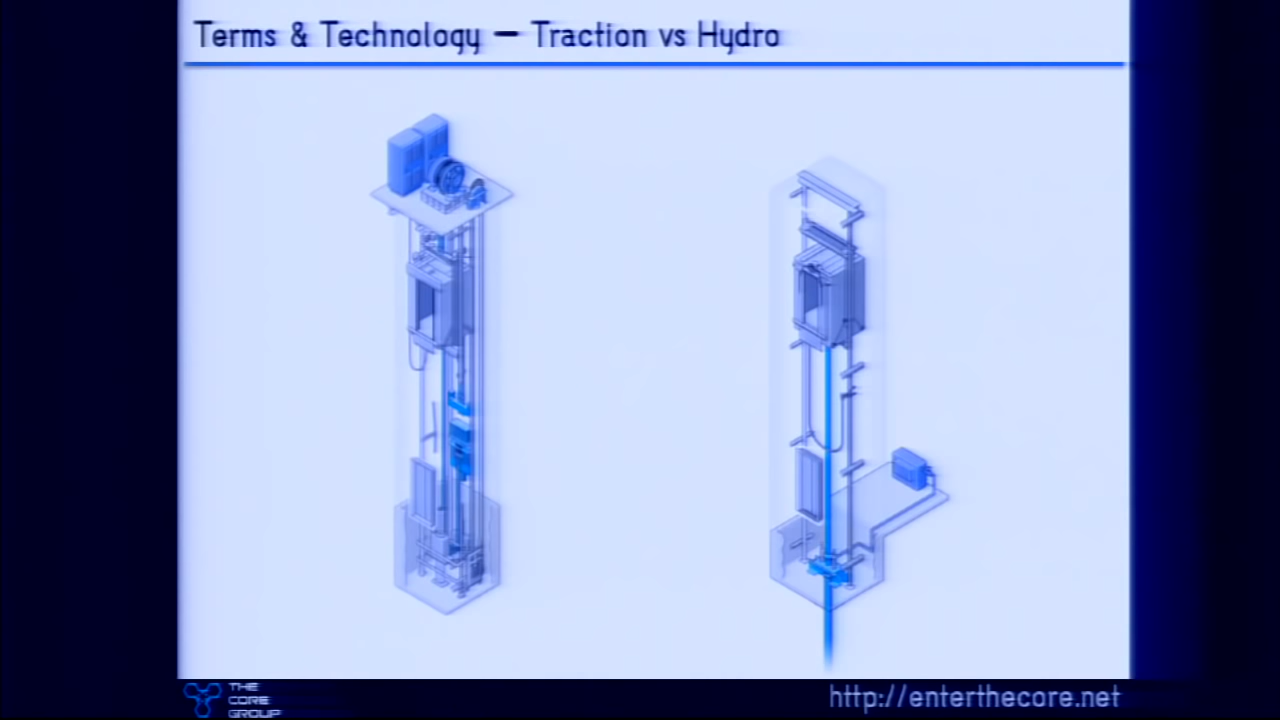 Terms & Technology — Traction vs Hydro
THE
CORE
GROUP
http://enterthecore.net